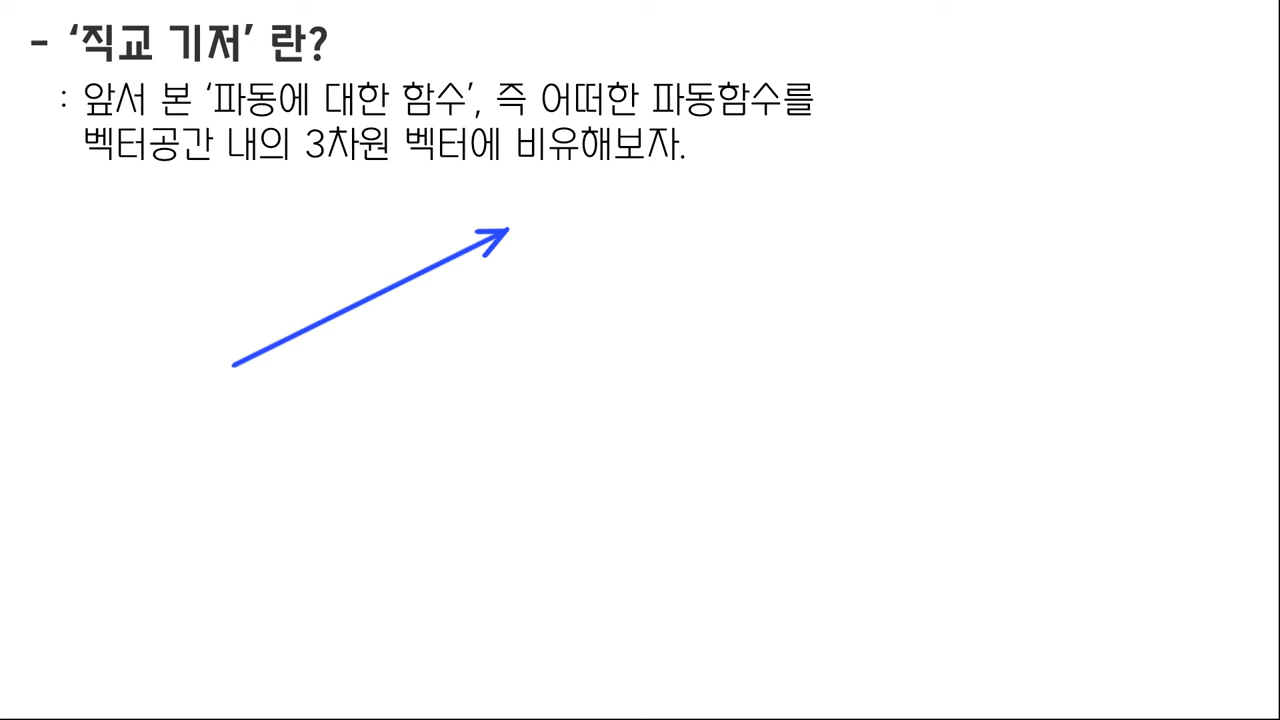 - ‘직교 기저’ 란?
: 앞서 본 ‘파동에 대한 함수’, 즉 어떠한 파동함수를
벡터공간 내의 3차원 벡터에 비유해보자.